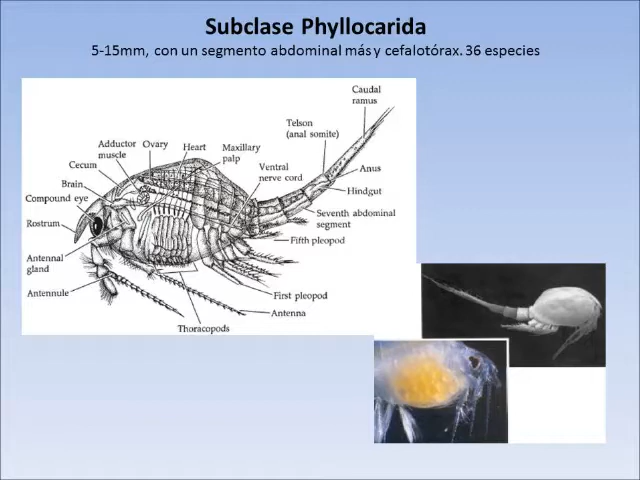 Subclase Phyllocarida
5-15mm, con un segmento abdominal más y cefalotórax. 36 especies
Caudal
ramus
Telson
(anal somite)
Adductor
muscle
Ovary
Heart
Maxillary
palp
Cecum
Ventral
nerve cord
Anus
Brain
Hindgut
Compound eye
Seventh abdominal
segment
Rostrum
Fifth pleopod
Antennal
gland
Antennule
First pleopod
Antenna
Thoracopods